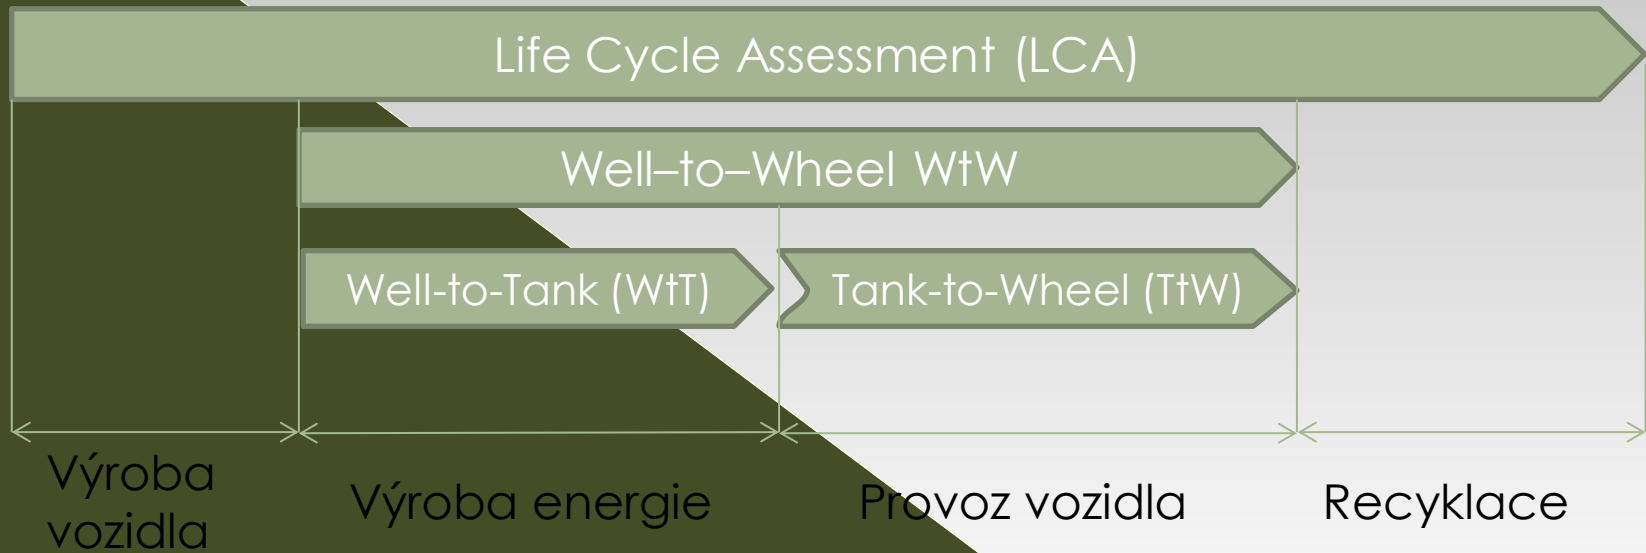 Life Cycle Assessment (LCA)
Well–to–Wheel WtW
Well-to-Tank (WtT)
Tank-to-Wheel (TtW)
Výroba
vozidla
Výroba energie
Provoz vozidla
Recyklace